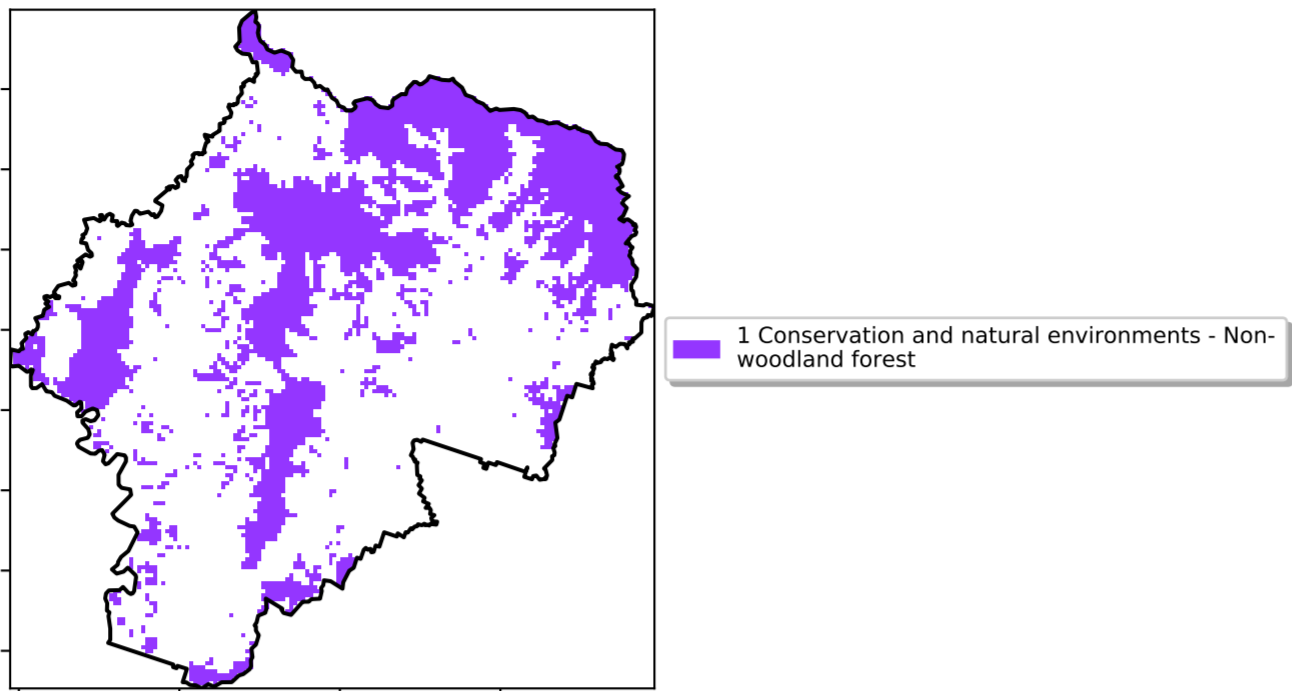 1 Conservation and natural environments - Non-
woodland forest